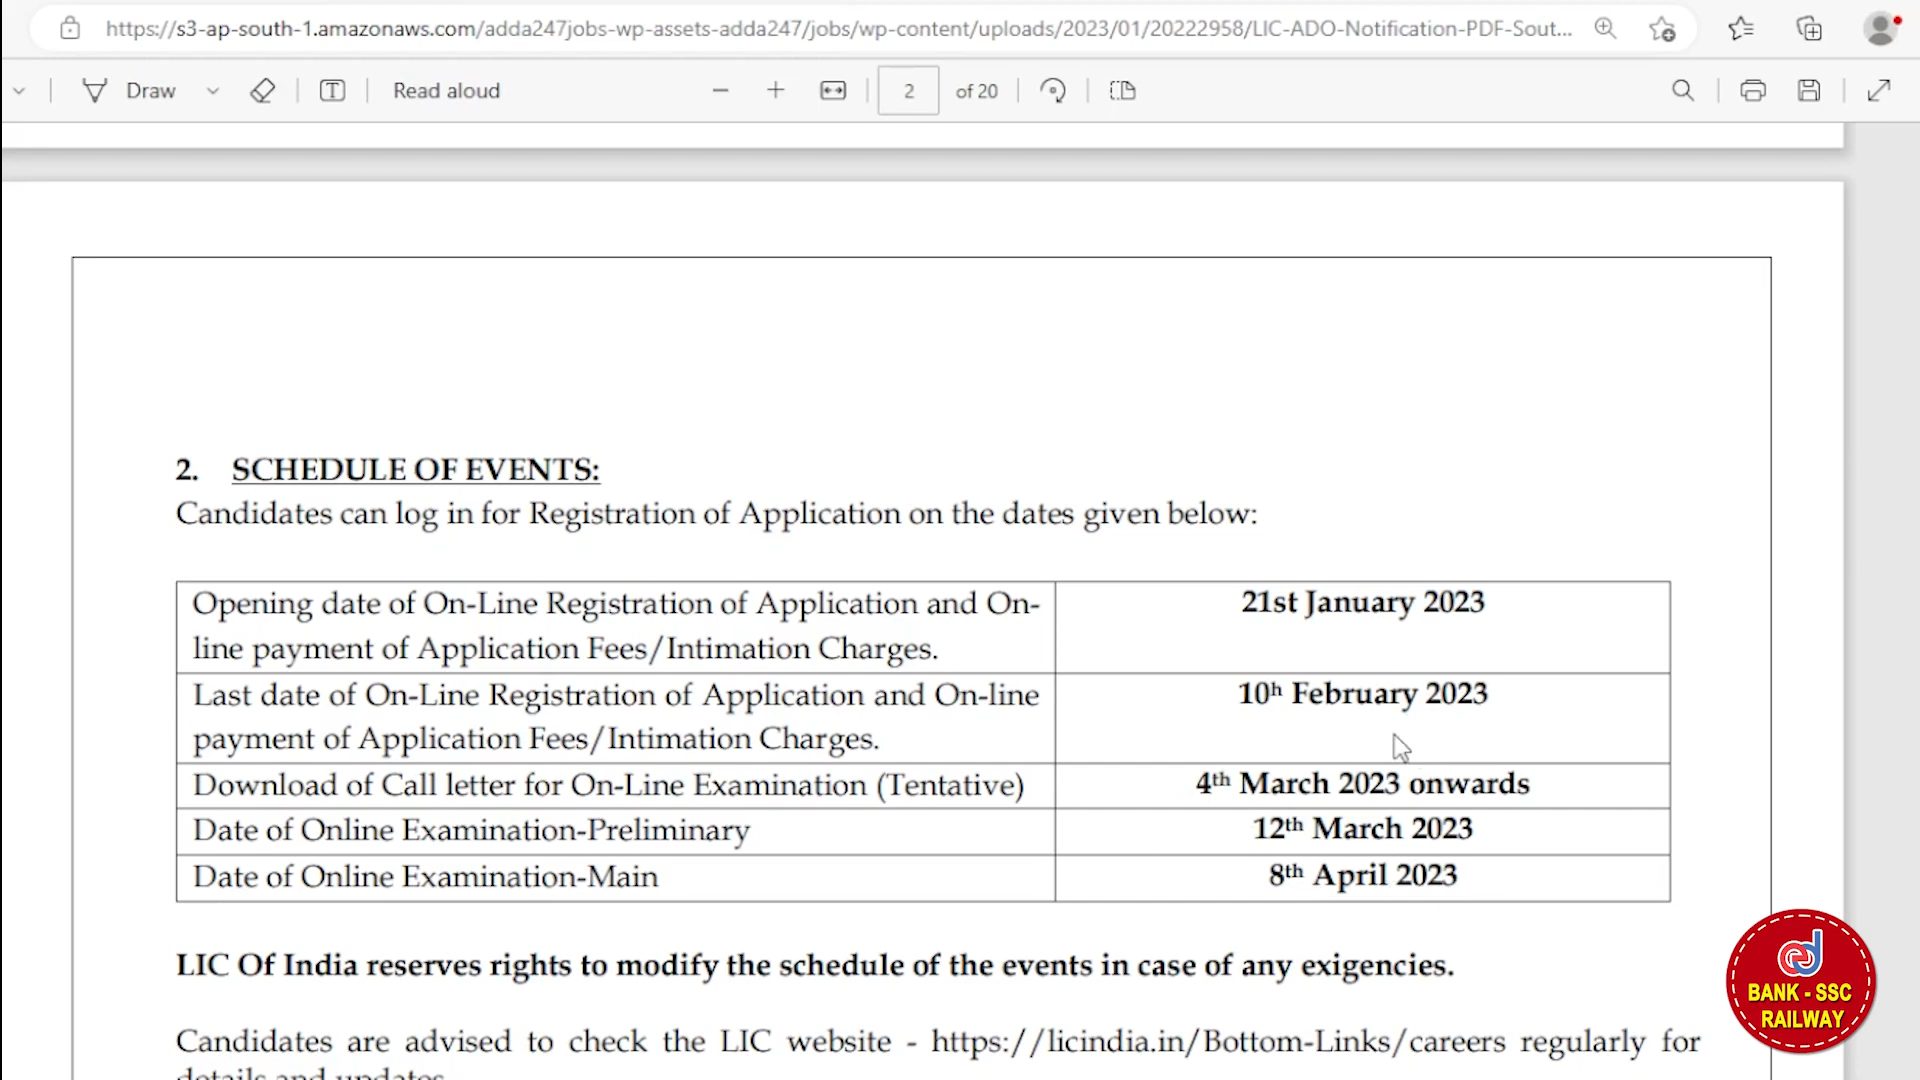 https://s3-ap-south-1.amazonaws.com/adda247jobs-wp-assets-adda247/jobs/wp-content/uploads/2023/01/20222958/LIC-ADO-Notification-PDF-Sout...
Draw
Read aloud
2 of 20
2. SCHEDULE OF EVENTS:
Candidates can log in for Registration of Application on the dates given below:
Opening date of On-Line Registration of Application and On-
line payment of Application Fees/Intimation Charges.
21st January 2023
Last date of On-Line Registration of Application and On-line
payment of Application Fees/Intimation Charges.
10h February 2023
Download of Call letter for On-Line Examination (Tentative)
4th March 2023 onwards
Date of Online Examination-Preliminary
12th March 2023
Date of Online Examination-Main
8th April 2023
LIC Of India reserves rights to modify the schedule of the events in case of any exigencies.
Candidates are advised to check the LIC website - https://licindia.in/Bottom-Links/careers regularly for
details and updates.
BANK - SSC
RAILWAY